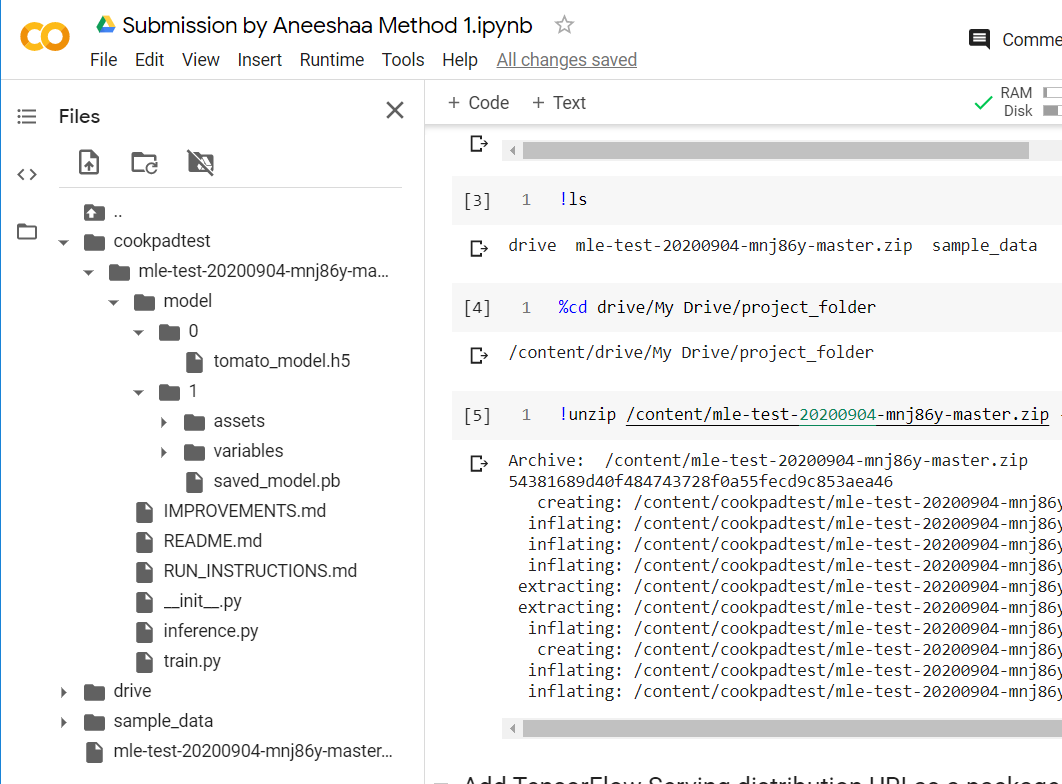 Submission by Aneeshaa Method 1.ipynb
File Edit View Insert Runtime Tools Help All changes saved
Comme
Files
+ Code + Text
RAM
Disk
..
cookpadtest
mle-test-20200904-mnj86y-ma...
model
0
tomato_model.h5
1
assets
variables
saved_model.pb
IMPROVEMENTS.md
README.md
RUN_INSTRUCTIONS.md
__init__.py
inference.py
train.py
drive
sample_data
mle-test-20200904-mnj86y-master...
[3] 1 !ls
drive mle-test-20200904-mnj86y-master.zip sample_data
[4] 1 %cd drive/My Drive/project_folder
/content/drive/My Drive/project_folder
[5] 1 !unzip /content/mle-test-20200904-mnj86y-master.zip -
Archive: /content/mle-test-20200904-mnj86y-master.zip
54381689d40f484743728f0a55fecd9c853aea46
creating: /content/cookpadtest/mle-test-20200904-mnj86y
inflating: /content/cookpadtest/mle-test-20200904-mnj86y
inflating: /content/cookpadtest/mle-test-20200904-mnj86y
inflating: /content/cookpadtest/mle-test-20200904-mnj86y
extracting: /content/cookpadtest/mle-test-20200904-mnj86y
extracting: /content/cookpadtest/mle-test-20200904-mnj86y
inflating: /content/cookpadtest/mle-test-20200904-mnj86y
creating: /content/cookpadtest/mle-test-20200904-mnj86y
inflating: /content/cookpadtest/mle-test-20200904-mnj86y
inflating: /content/cookpadtest/mle-test-20200904-mnj86y
Add TensorFlow Serving distribution URI as a package